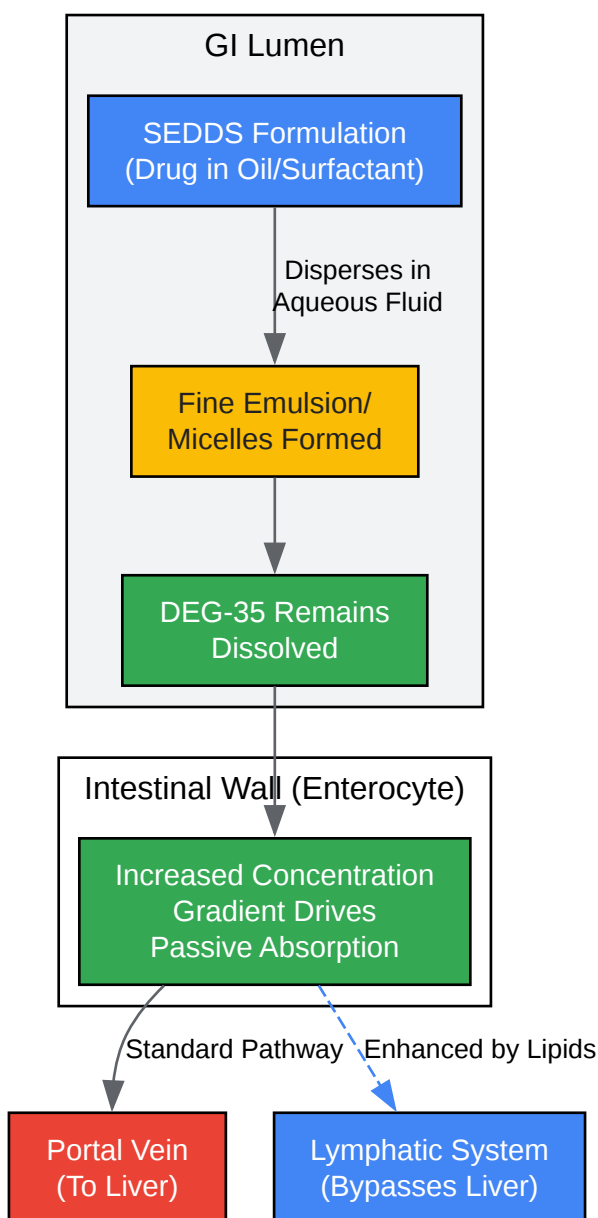 GI Lumen
SEDDS Formulation
(Drug in Oil/Surfactant)
Disperses in
Aqueous Fluid
Fine Emulsion/
Micelles Formed
DEG-35 Remains
Dissolved
Intestinal Wall (Enterocyte)
Increased Concentration
Gradient Drives
Passive Absorption
Standard Pathway
Enhanced by Lipids
Portal Vein
(To Liver)
Lymphatic System
(Bypasses Liver)